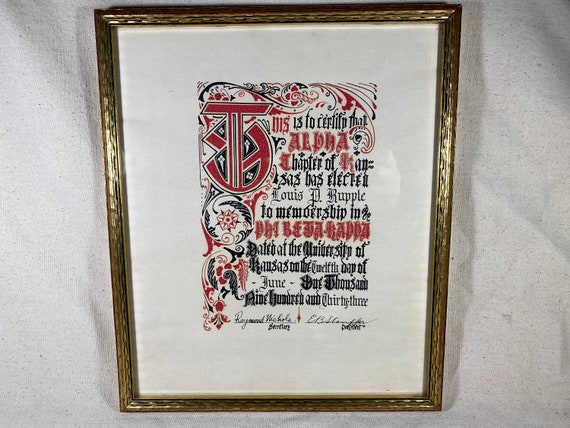 This is to certify that
ALPHA
Chapter of Kan-
sas has elected
Louis P. Rupple
to membership in
PHI BETA KAPPA
Dated at the University of
Kansas on the Twelfth day of
- June - One Thousand
Nine Hundred and Thirty-three
Raymond Nichols E.B. Stouffer
Secretary President